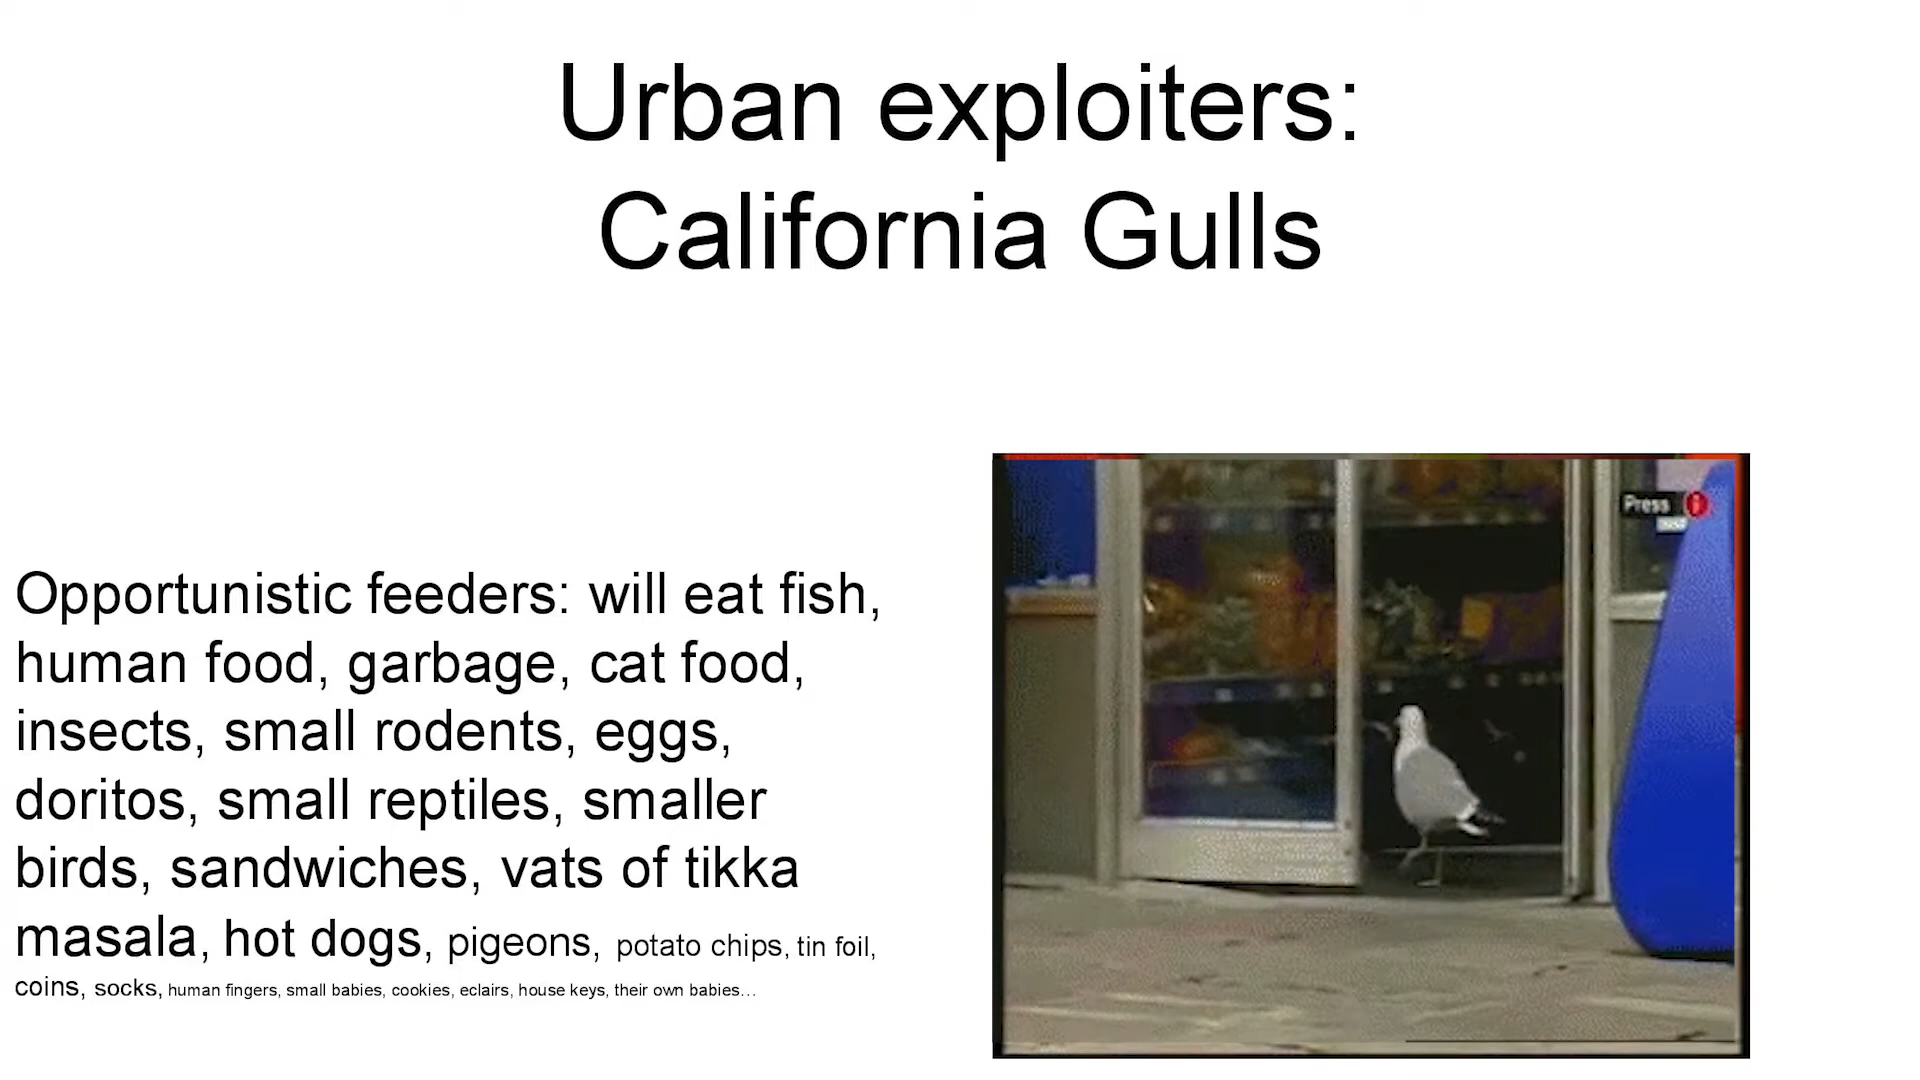 Urban exploiters:
California Gulls
Press i
Opportunistic feeders: will eat fish,
human food, garbage, cat food,
insects, small rodents, eggs,
doritos, small reptiles, smaller
birds, sandwiches, vats of tikka
masala, hot dogs, pigeons, potato chips, tin foil,
coins, socks, human fingers, small babies, cookies, eclairs, house keys, their own babies…